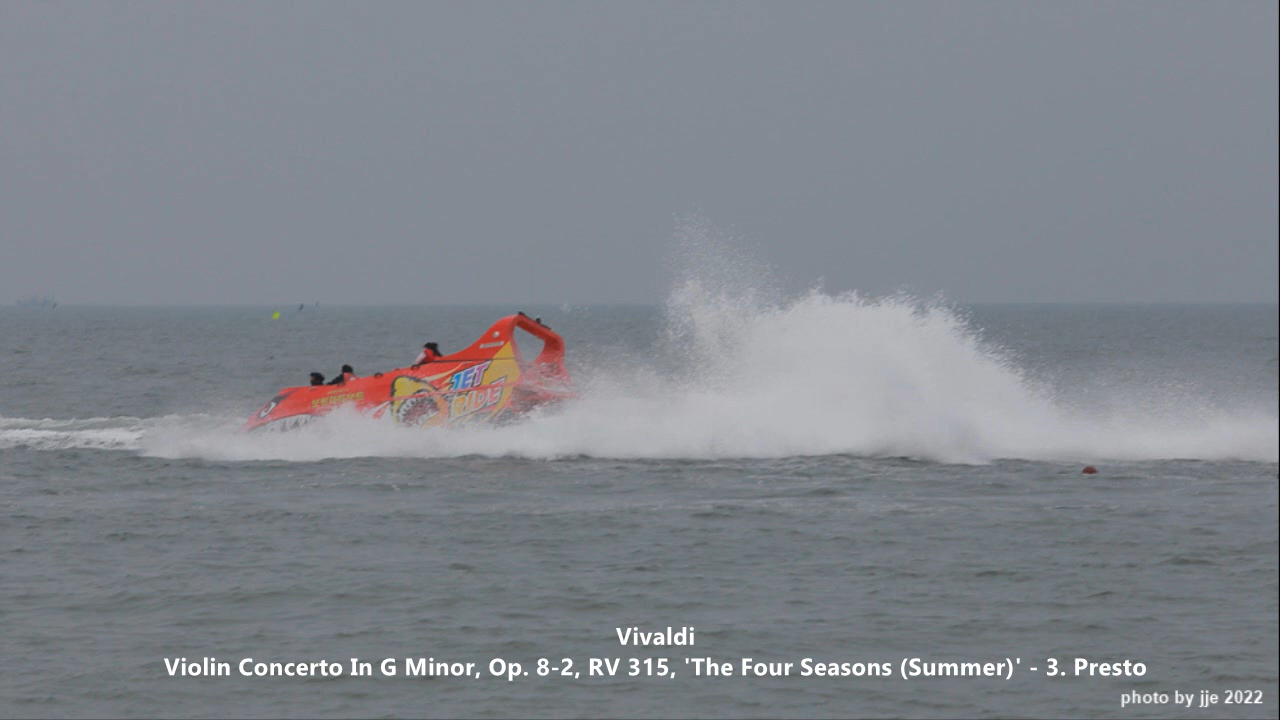 JET
RIDE
Vivaldi
Violin Concerto In G Minor, Op. 8-2, RV 315, 'The Four Seasons (Summer)' - 3. Presto
photo by jje 2022